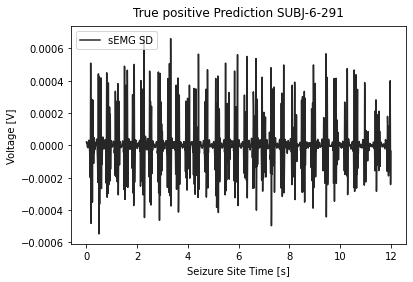 True positive Prediction SUBJ-6-291
sEMG SD
0.0006
0.0004
0.0002
0.0000
−0.0002
−0.0004
−0.0006
Voltage [V]
0 2 4 6 8 10 12
Seizure Site Time [s]